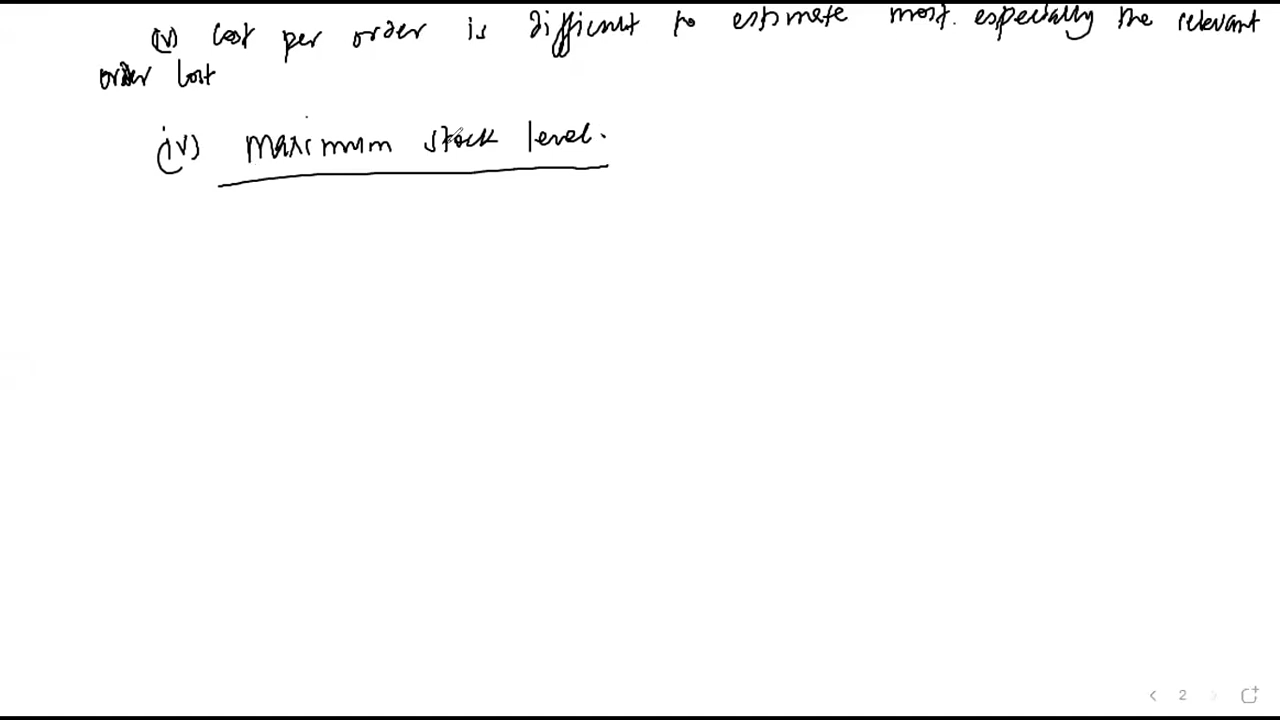 (v) Cost per order is difficult to estimate most especially the relevant
order cost
(iv) Maximum stock level.
2